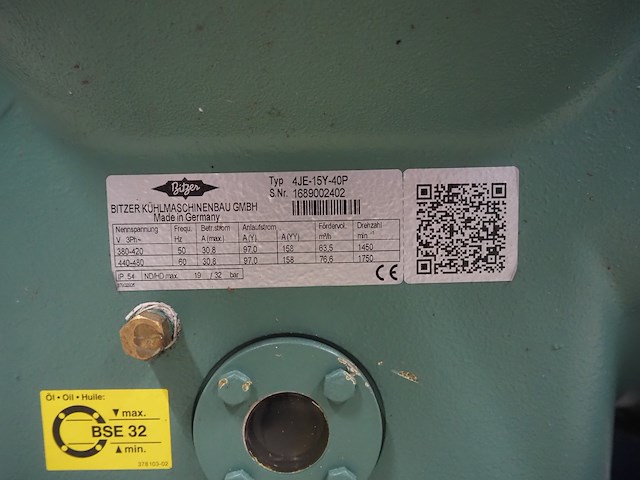 Bitzer
Typ 4JE-15Y-40P
S.Nr. 1689002402
BITZER KÜHLMASCHINENBAU GMBH
Made in Germany
Nennspannung Frequ. Betr.strom Anlaufstrom Fördervol. Drehzahl
V 3Ph~ Hz A (max.) A (Y) A (YY) m³/h min⁻¹
380-420 50 30,8 97,0 158 63,5 1450
440-480 60 30,8 97,0 158 76,6 1750
IP 54 ND/HD max. 19 / 32 bar
CE
Öl • Oil • Huile:
max.
BSE 32
min.
378 103-02